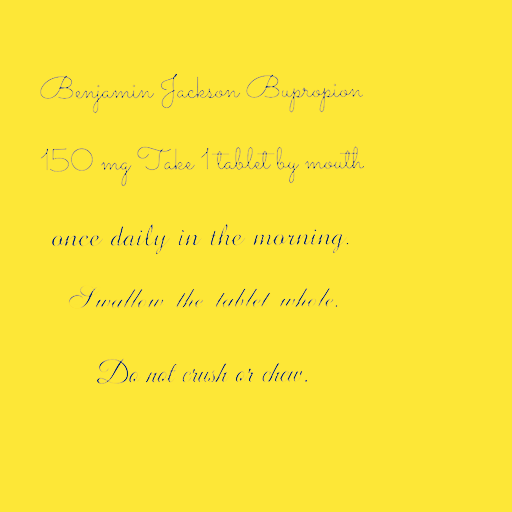 Benjamin Jackson Bupropion
150 mg Take 1 tablet by mouth
once daily in the morning.
Swallow the tablet whole.
Do not crush or chew.